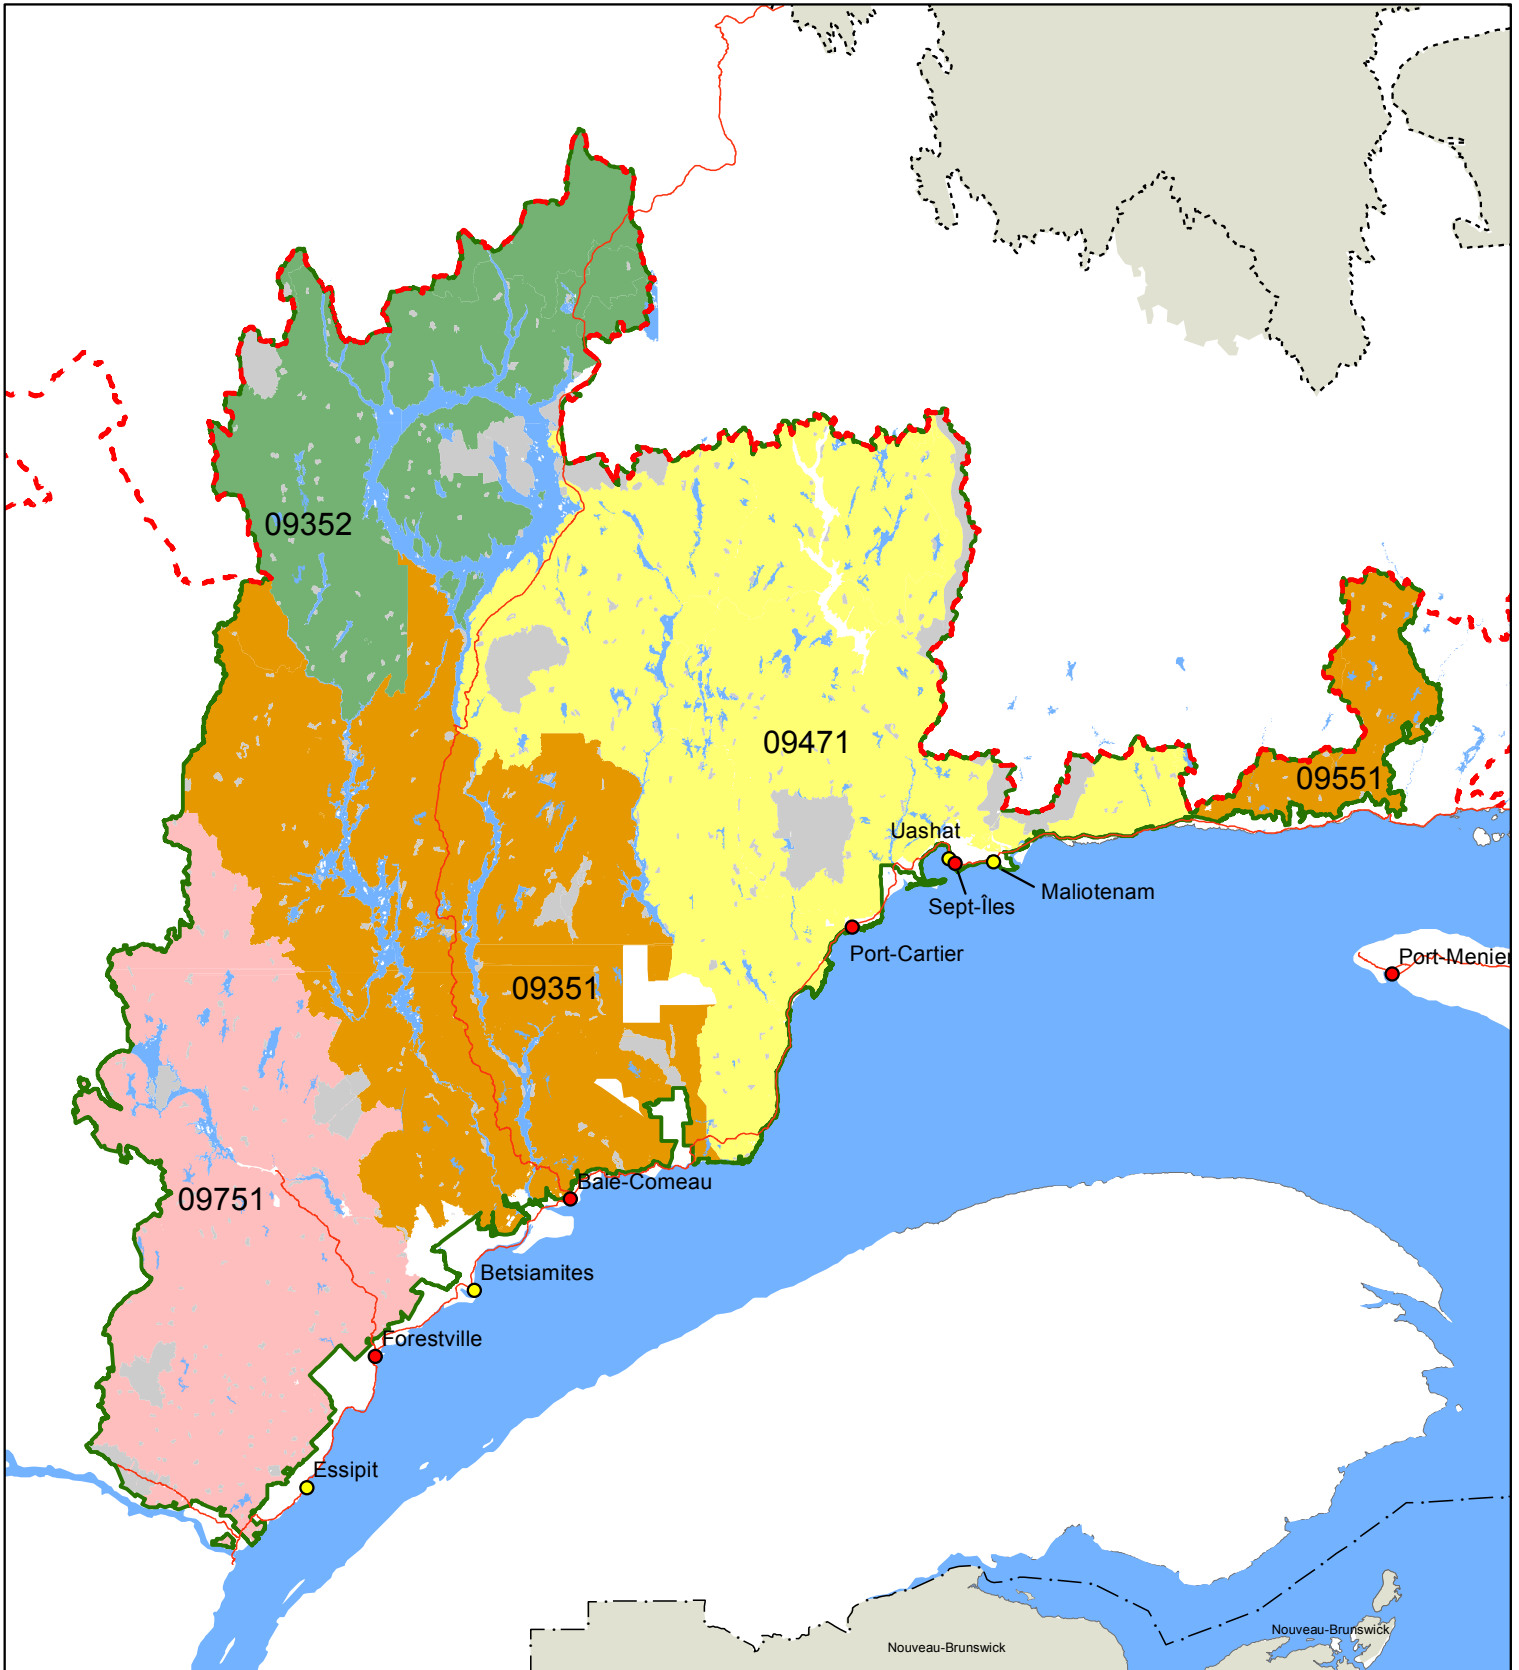 09352
09471
09551
Uashat
Maliotenam
Sept-Îles
Port-Cartier
Port-Menier
09351
09751
Baie-Comeau
Betsiamites
Forestville
Essipit
Nouveau-Brunswick
Nouveau-Brunswick